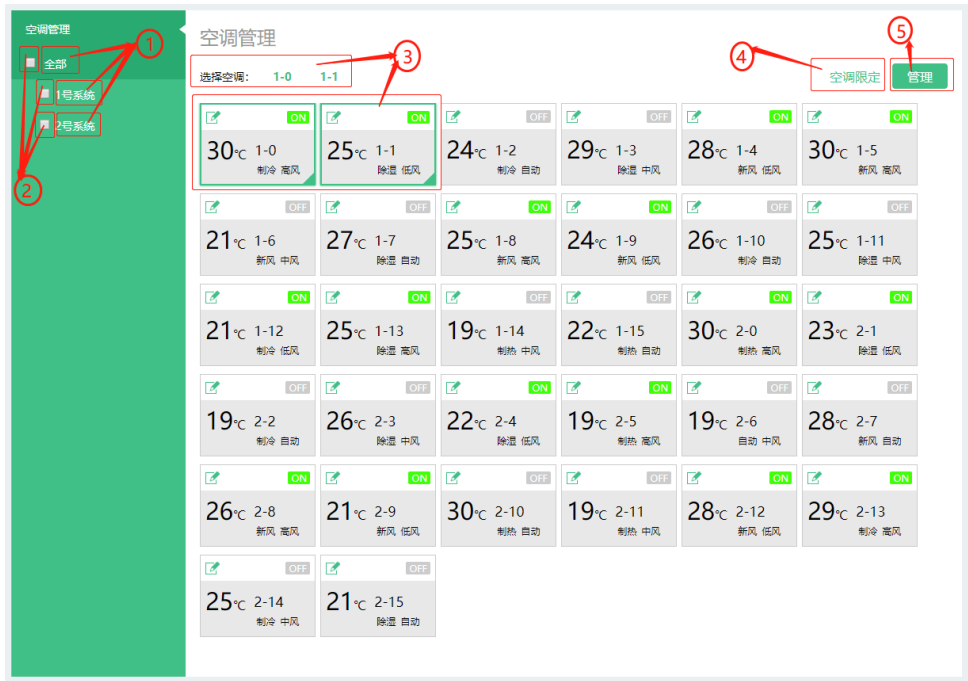 空调管理
全部
1号系统
2号系统
①
②
空调管理
选择空调： 1-0 1-1
③
④
⑤
空调限定
管理
ON ON OFF OFF ON ON
30℃ 1-0 25℃ 1-1 24℃ 1-2 29℃ 1-3 28℃ 1-4 30℃ 1-5
制冷 高风 除湿 低风 制冷 自动 除湿 中风 新风 低风 新风 高风
OFF OFF ON ON OFF OFF
21℃ 1-6 27℃ 1-7 25℃ 1-8 24℃ 1-9 26℃ 1-10 25℃ 1-11
新风 中风 除湿 自动 新风 高风 新风 低风 制冷 自动 除湿 中风
ON ON OFF OFF ON ON
21℃ 1-12 25℃ 1-13 19℃ 1-14 22℃ 1-15 30℃ 2-0 23℃ 2-1
制冷 低风 除湿 高风 制热 中风 制热 自动 制热 高风 除湿 低风
OFF OFF ON ON OFF OFF
19℃ 2-2 26℃ 2-3 22℃ 2-4 19℃ 2-5 19℃ 2-6 28℃ 2-7
制冷 自动 除湿 中风 除湿 低风 制热 高风 自动 中风 新风 自动
ON ON OFF OFF ON ON
26℃ 2-8 21℃ 2-9 30℃ 2-10 19℃ 2-11 28℃ 2-12 29℃ 2-13
新风 高风 新风 低风 制热 自动 制热 中风 新风 低风 制冷 高风
OFF OFF
25℃ 2-14 21℃ 2-15
制冷 中风 除湿 自动